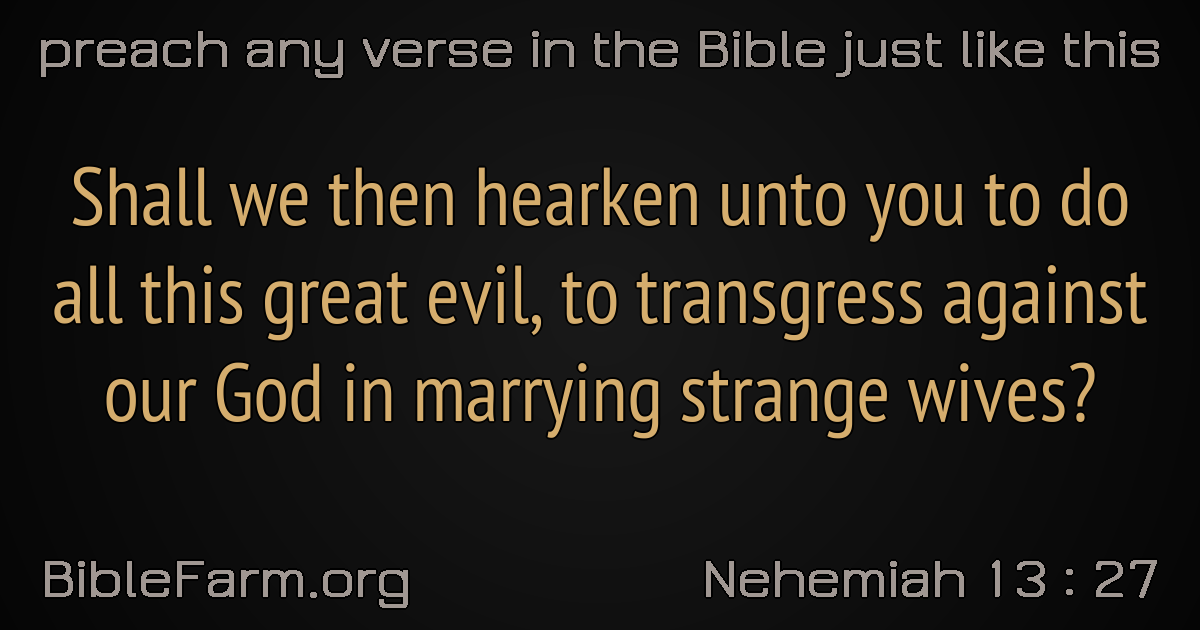 preach any verse in the Bible just like this
Shall we then hearken unto you to do
all this great evil, to transgress against
our God in marrying strange wives?
BibleFarm.org
Nehemiah 13 : 27